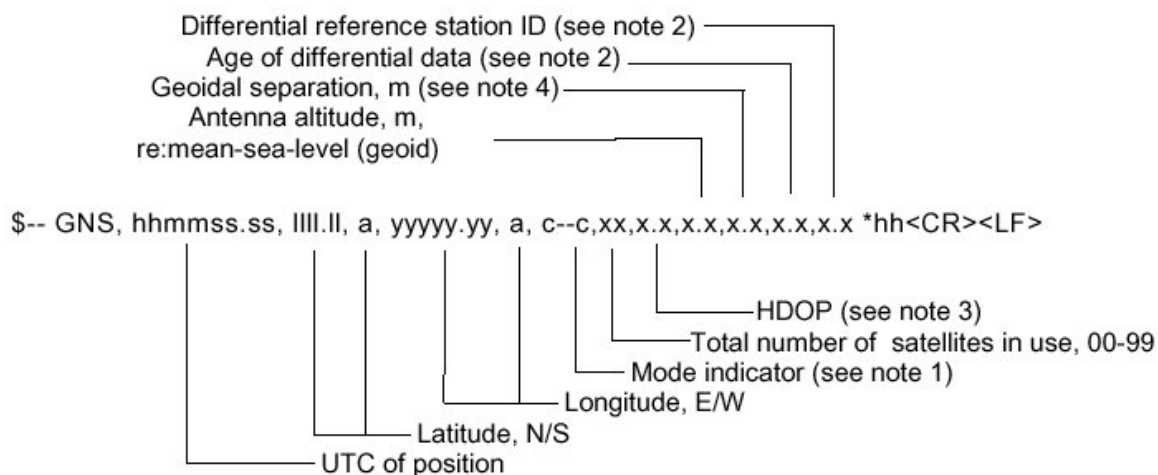 Differential reference station ID (see note 2)
Age of differential data (see note 2)
Geoidal separation, m (see note 4)
Antenna altitude, m,
re:mean-sea-level (geoid)
$-- GNS, hhmmss.ss, llll.ll, a, yyyyy.yy, a, c--c,xx,x.x,x.x,x.x,x.x,x.x *hh<CR><LF>
HDOP (see note 3)
Total number of satellites in use, 00-99
Mode indicator (see note 1)
Longitude, E/W
Latitude, N/S
UTC of position